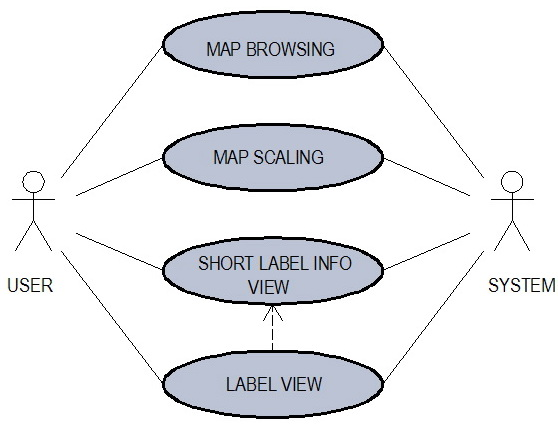 MAP BROWSING
MAP SCALING
SHORT LABEL INFO
VIEW
USER
SYSTEM
LABEL VIEW